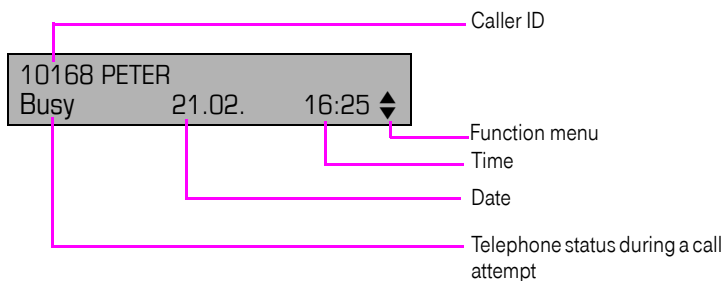 Caller ID
10168 PETER
Busy 21.02. 16:25
Function menu
Time
Date
Telephone status during a call
attempt